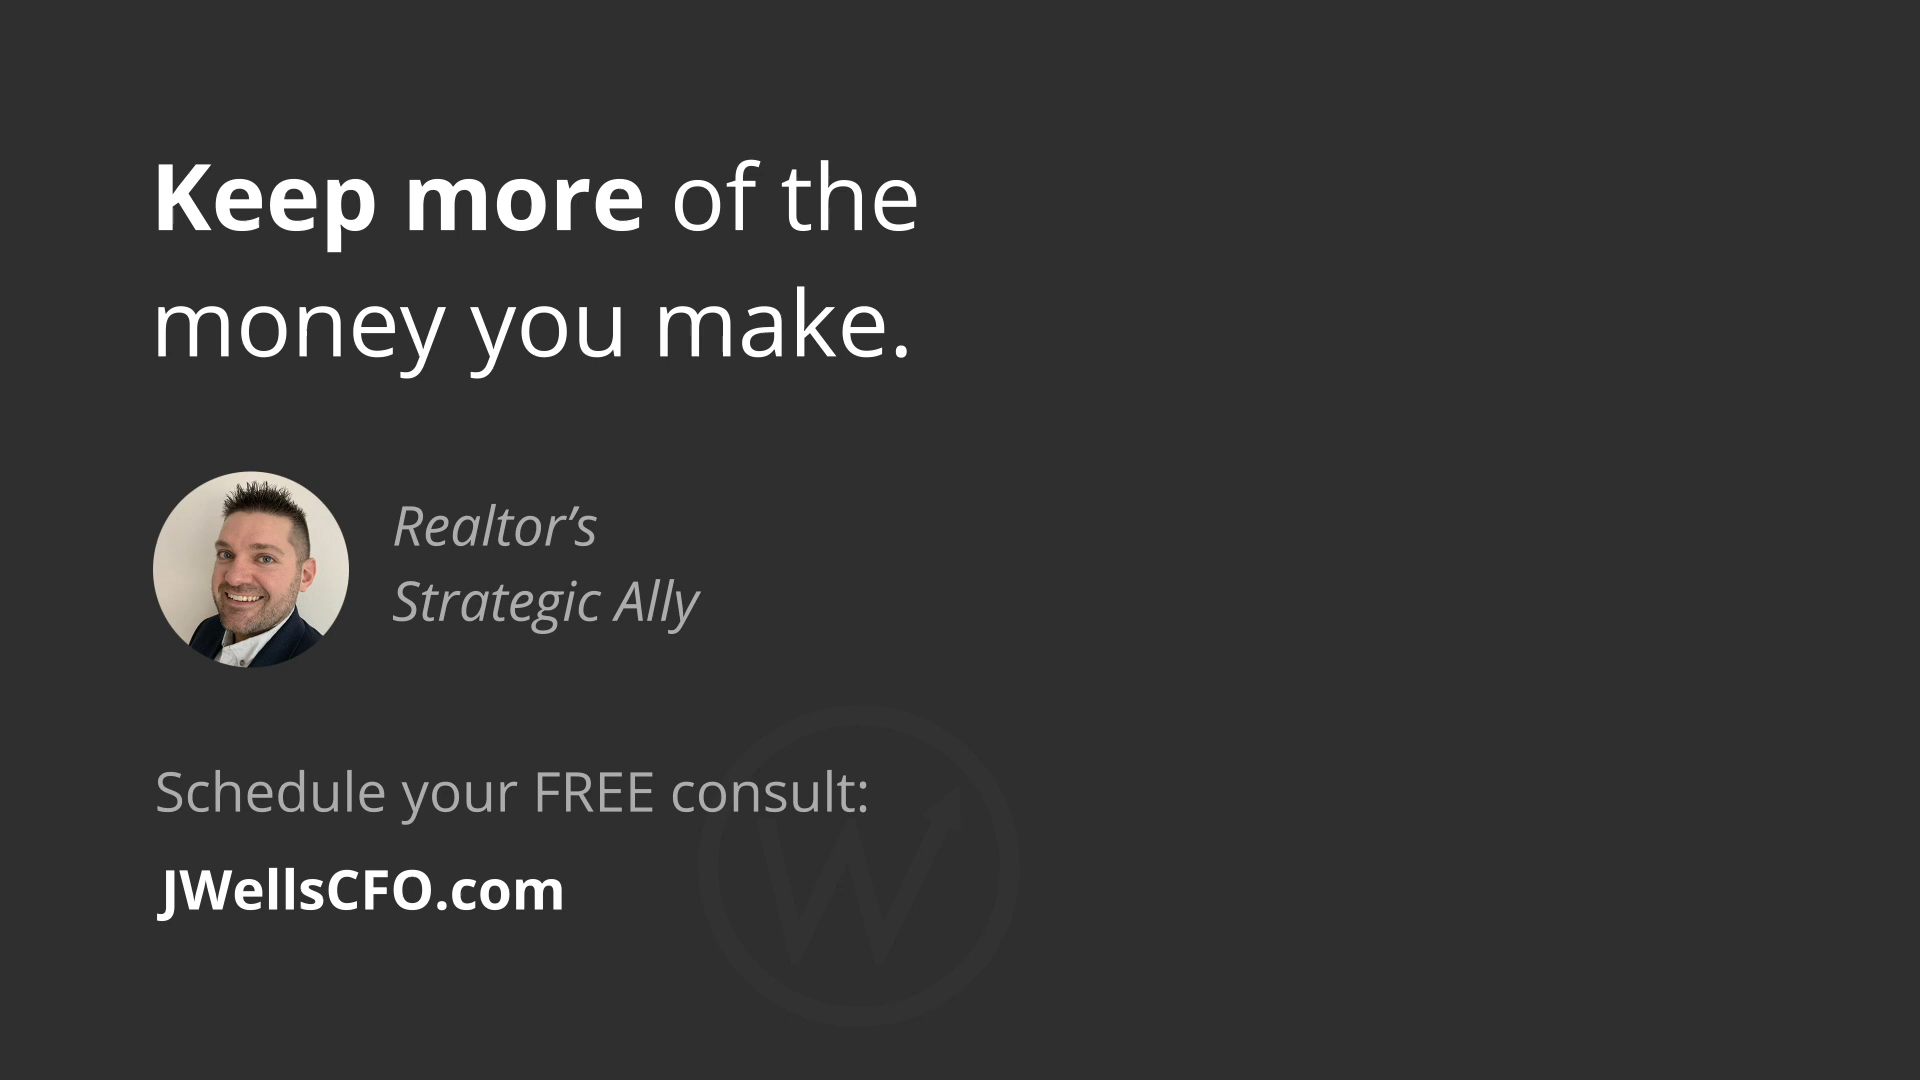 Keep more of the
money you make.
Realtor’s
Strategic Ally
Schedule your FREE consult:
JWellsCFO.com
W